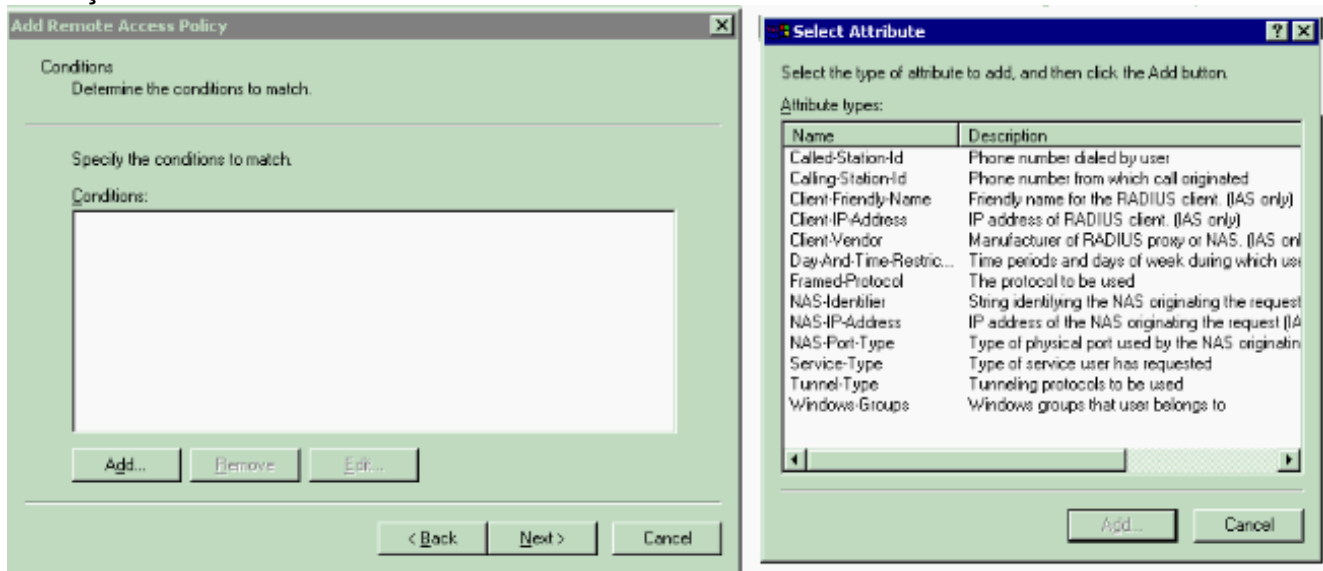 Add Remote Access Policy
Conditions
Determine the conditions to match.
Specify the conditions to match.
Conditions:
Add...
Remove
Edit...
< Back
Next >
Cancel
Select Attribute
Select the type of attribute to add, and then click the Add button.
Attribute types:
Name Description
Called-Station-Id Phone number dialed by user
Calling-Station-Id Phone number from which call originated
Client-Friendly-Name Friendly name for the RADIUS client. (IAS only)
Client-IP-Address IP address of RADIUS client. (IAS only)
Client-Vendor Manufacturer of RADIUS proxy or NAS. (IAS onl
Day-And-Time-Restric... Time periods and days of week during which use
Framed-Protocol The protocol to be used
NAS-Identifier String identifying the NAS originating the request
NAS-IP-Address IP address of the NAS originating the request (IA
NAS-Port-Type Type of physical port used by the NAS originatin
Service-Type Type of service user has requested
Tunnel-Type Tunneling protocols to be used
Windows-Groups Windows groups that user belongs to
Add...
Cancel